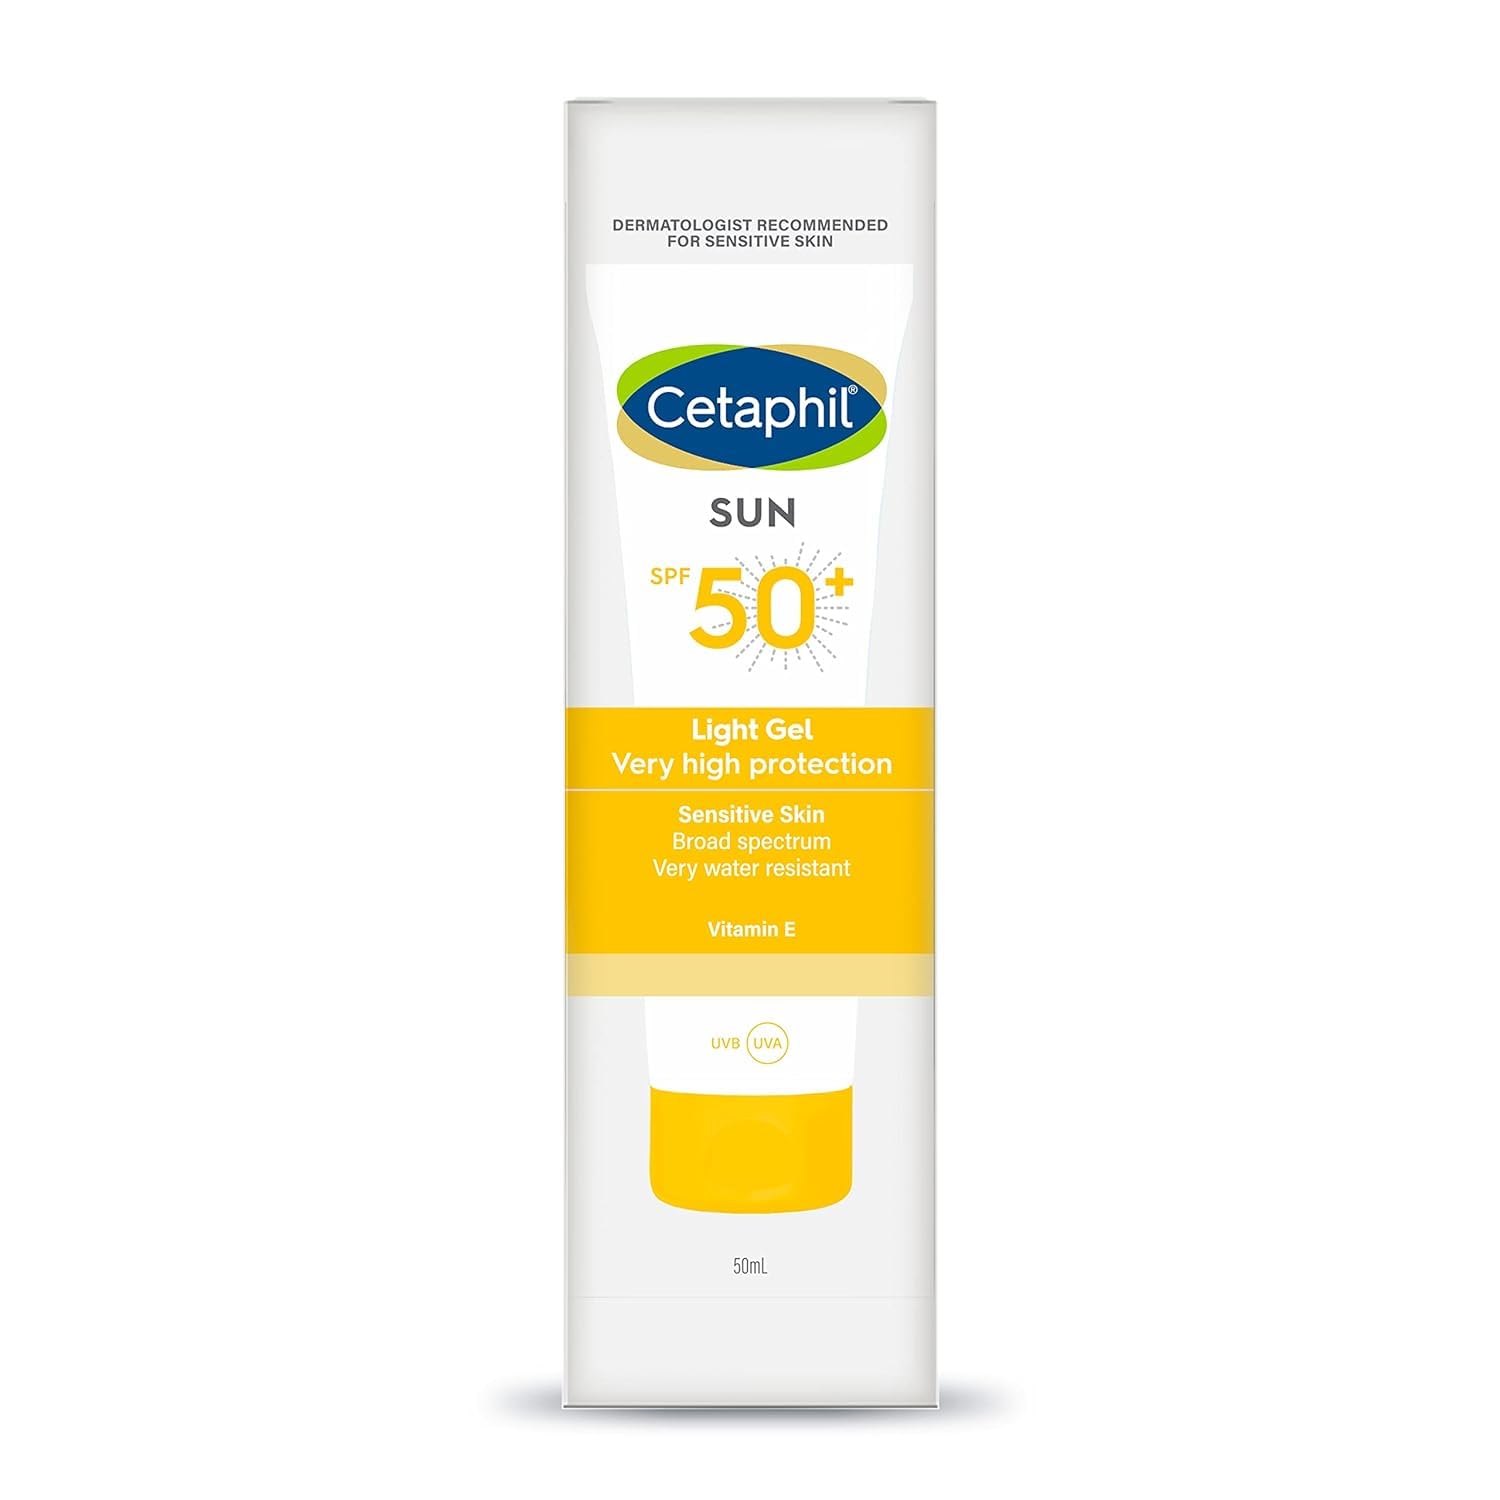 DERMATOLOGIST RECOMMENDED
FOR SENSITIVE SKIN
Cetaphil®
SUN
SPF 50+
Light Gel
Very high protection
Sensitive Skin
Broad spectrum
Very water resistant
Vitamin E
UVB UVA
50mL